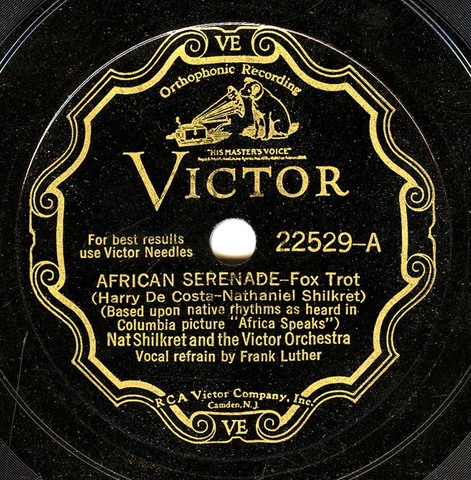 VE
Orthophonic Recording
"HIS MASTER'S VOICE"
VICTOR
For best results
use Victor Needles
22529-A
AFRICAN SERENADE-Fox Trot
(Harry De Costa-Nathaniel Shilkret)
(Based upon native rhythms as heard in
Columbia picture "Africa Speaks")
Nat Shilkret and the Victor Orchestra
Vocal refrain by Frank Luther
RCA Victor Company, Inc.
Camden, N.J.
VE